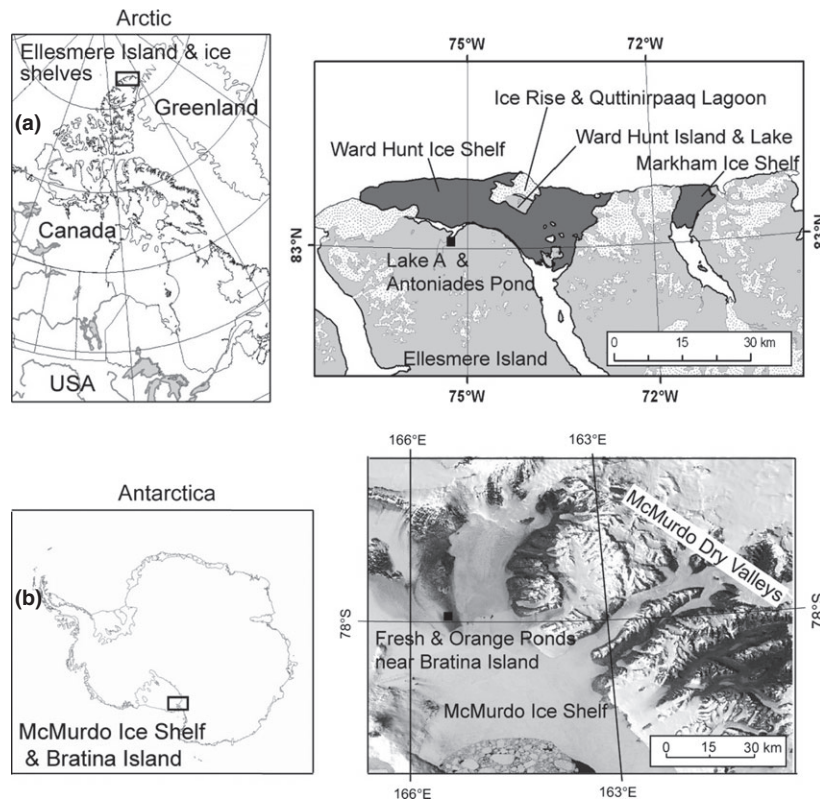 Arctic
Ellesmere Island & ice
shelves
Greenland
(a)
Canada
USA
75°W
72°W
Ice Rise & Quttinirpaaq Lagoon
Ward Hunt Island & Lake
Ward Hunt Ice Shelf
Markham Ice Shelf
83°N
83°N
Lake A &
Antoniades Pond
Ellesmere Island
0 15 30 km
75°W
72°W
Antarctica
(b)
McMurdo Ice Shelf
& Bratina Island
166°E
163°E
McMurdo Dry Valleys
78°S
78°S
Fresh & Orange Ronds
near Bratina Island
McMurdo Ice Shelf
0 15 30 km
166°E
163°E